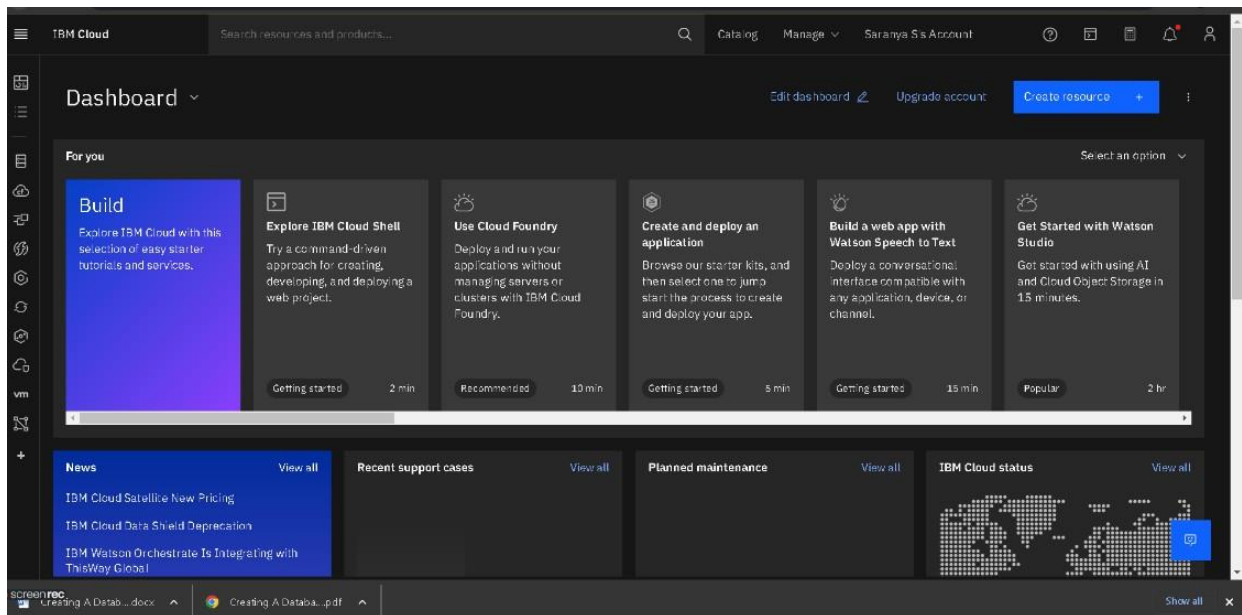 IBM Cloud
Search resources and products...
Catalog
Manage
Saranya S's Account
Dashboard
Edit dashboard
Upgrade account
Create resource +
For you
Select an option
Build
Explore IBM Cloud with this
selection of easy starter
tutorials and services.
Explore IBM Cloud Shell
Try a command-driven
approach for creating,
developing, and deploying a
web project.
Getting started
2 min
Use Cloud Foundry
Deploy and run your
applications without
managing servers or
clusters with IBM Cloud
Foundry.
Recommended
10 min
Create and deploy an
application
Browse our starter kits, and
then select one to jump
start the process to create
and deploy your app.
Getting started
5 min
Build a web app with
Watson Speech to Text
Deploy a conversational
interface compatible with
any application, device, or
channel.
Getting started
15 min
Get Started with Watson
Studio
Get started with using AI
and Cloud Object Storage in
15 minutes.
Popular
2 hr
vm
News
View all
IBM Cloud Satellite New Pricing
IBM Cloud Data Shield Deprecation
IBM Watson Orchestrate Is Integrating with
ThisWay Global
Recent support cases
View all
Planned maintenance
View all
IBM Cloud status
View all
screenrec
Creating A Datab....docx
Creating A Databa....pdf
Show all